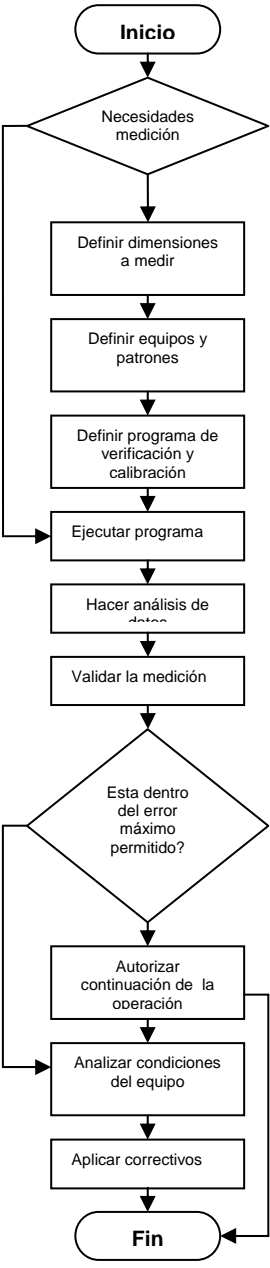 Inicio
Necesidades
medición
Definir dimensiones
a medir
Definir equipos y
patrones
Definir programa de
verificación y
calibración
Ejecutar programa
Hacer análisis de
datos
Validar la medición
Esta dentro
del error
máximo
permitido?
Autorizar
continuación de la
operación
Analizar condiciones
del equipo
Aplicar correctivos
Fin